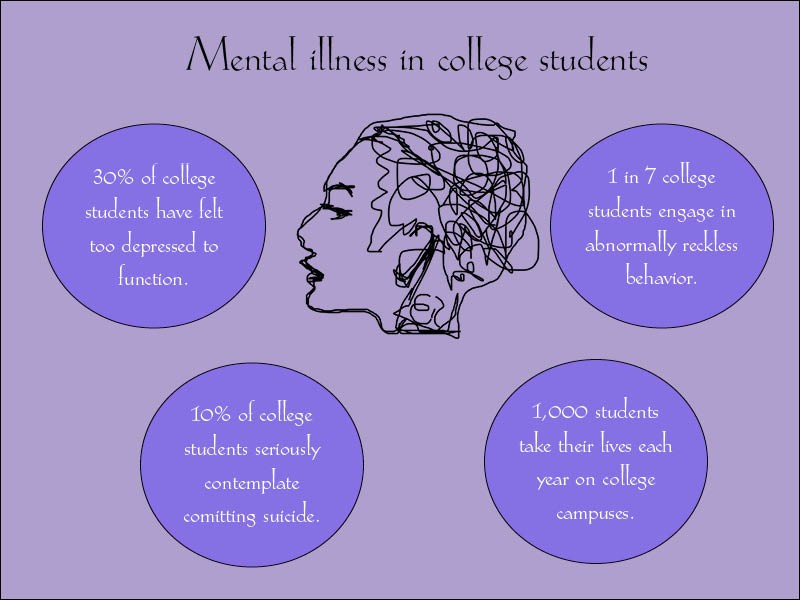 Mental illness in college students
30% of college
students have felt
too depressed to
function.
1 in 7 college
students engage in
abnormally reckless
behavior.
10% of college
students seriously
contemplate
comitting suicide.
1,000 students
take their lives each
year on college
campuses.